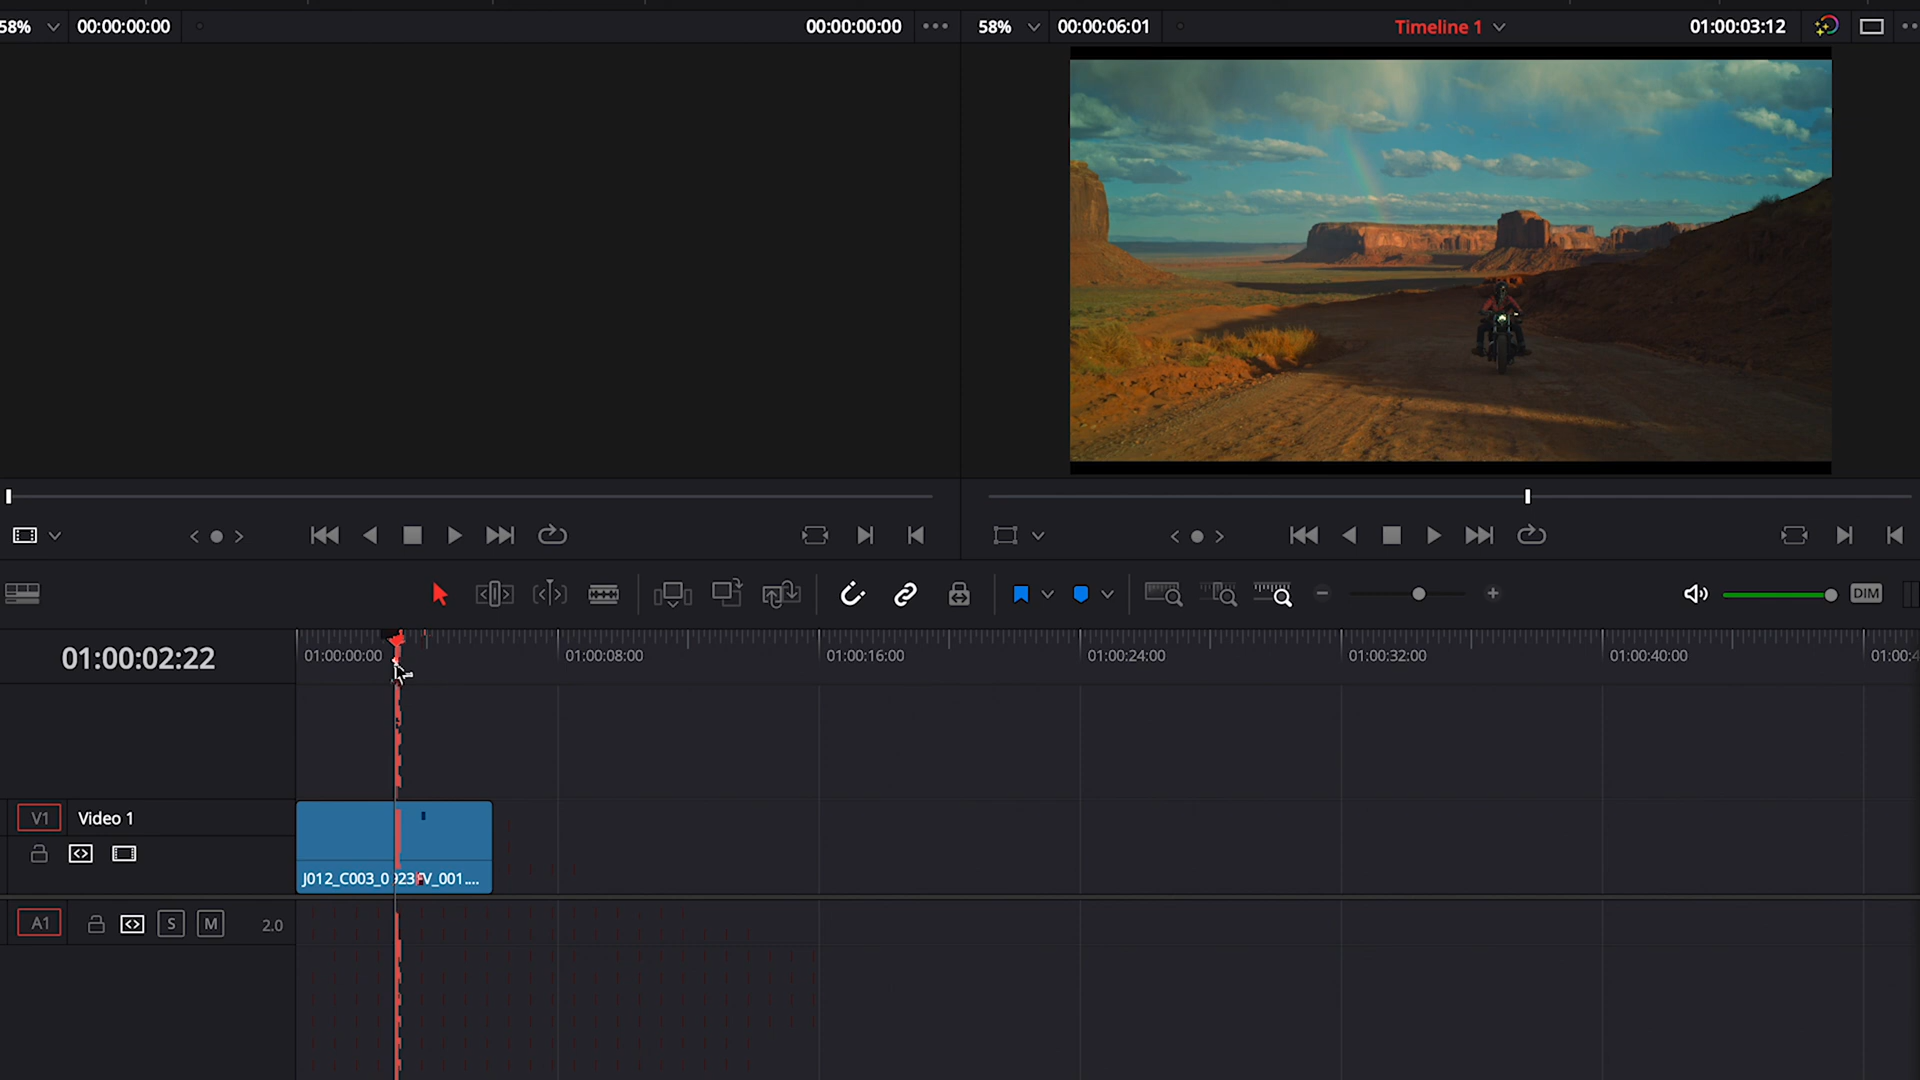 58% 00:00:00:00 00:00:00:00 58% 00:00:06:01 Timeline 1 01:00:03:12
DIM
01:00:02:22 01:00:00:00 01:00:08:00 01:00:16:00 01:00:24:00 01:00:32:00 01:00:40:00 01:00:4
V1 Video 1
J012_C003_0923 V_001....
A1 S M 2.0